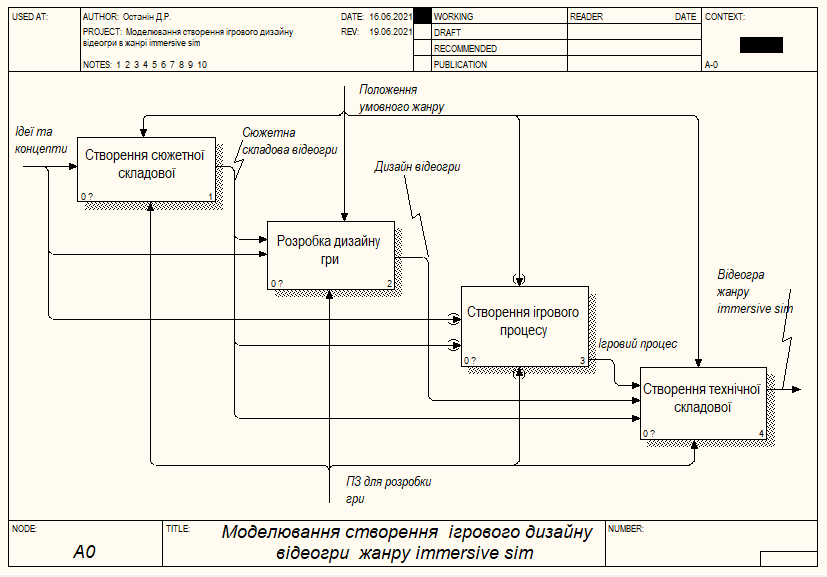 USED AT:
AUTHOR: Останін Д.Р.
DATE: 16.06.2021
REV: 19.06.2021
PROJECT: Моделювання створення ігрового дизайну
відеогри в жанрі immersive sim
NOTES: 1 2 3 4 5 6 7 8 9 10
WORKING
DRAFT
RECOMMENDED
PUBLICATION
READER DATE
CONTEXT:
A-0
Положення
умовного жанру
Ідеї та
концепти
Створення сюжетної
складової
0 ? 1
Сюжетна
складова відеогри
Дизайн відеогри
Розробка дизайну
гри
0 ? 2
Відеогра
жанру
immersive sim
Створення ігрового
процесу
0 ? 3
Ігровий процес
Створення технічної
складової
0 ? 4
ПЗ для розробки
гри
NODE:
A0
TITLE:
Моделювання створення ігрового дизайну
відеогри жанру immersive sim
NUMBER: